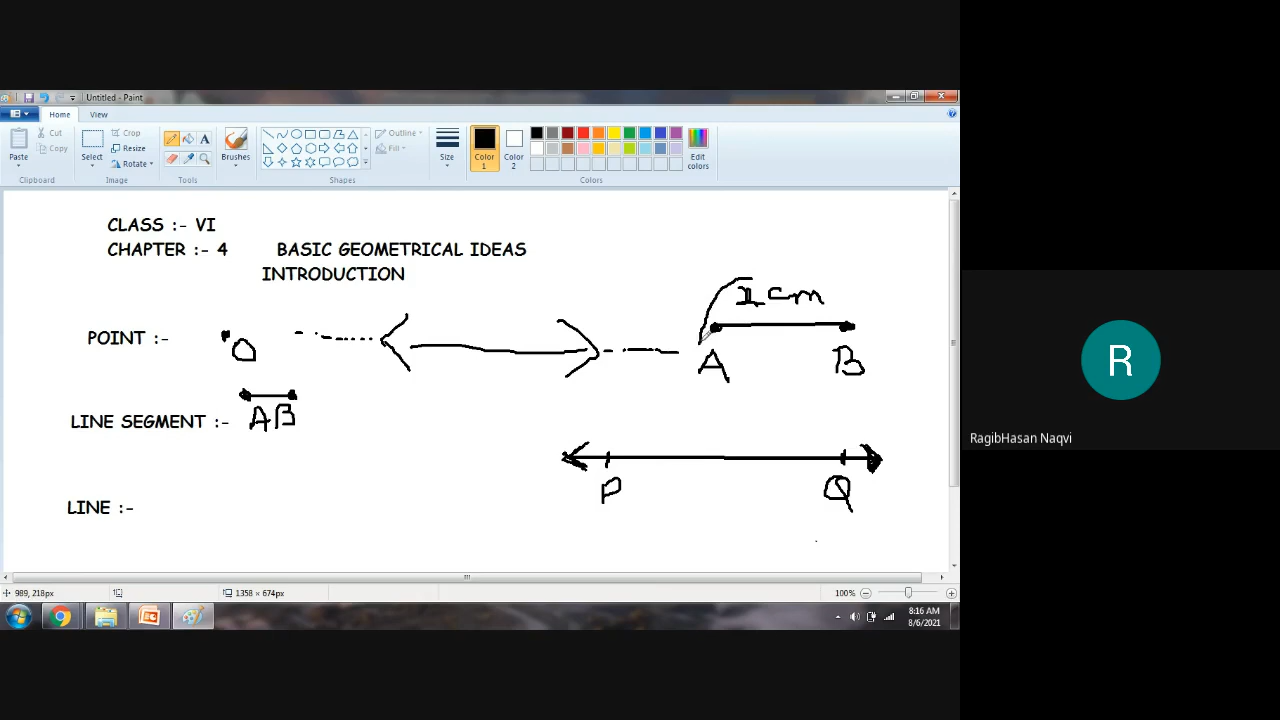 Untitled - Paint
Home View
Paste
Cut
Copy
Clipboard
Select
Crop
Resize
Rotate
Image
Tools
Brushes
Outline
Fill
Shapes
Size
Color 1
Color 2
Edit colors
Colors
CLASS :- VI
CHAPTER :- 4 BASIC GEOMETRICAL IDEAS
INTRODUCTION
cm
POINT :- O
A B
LINE SEGMENT :- AB
P Q
LINE :-
989, 218px
1358 × 674px
100%
8:16 AM
8/6/2021
R
RagibHasan Naqvi